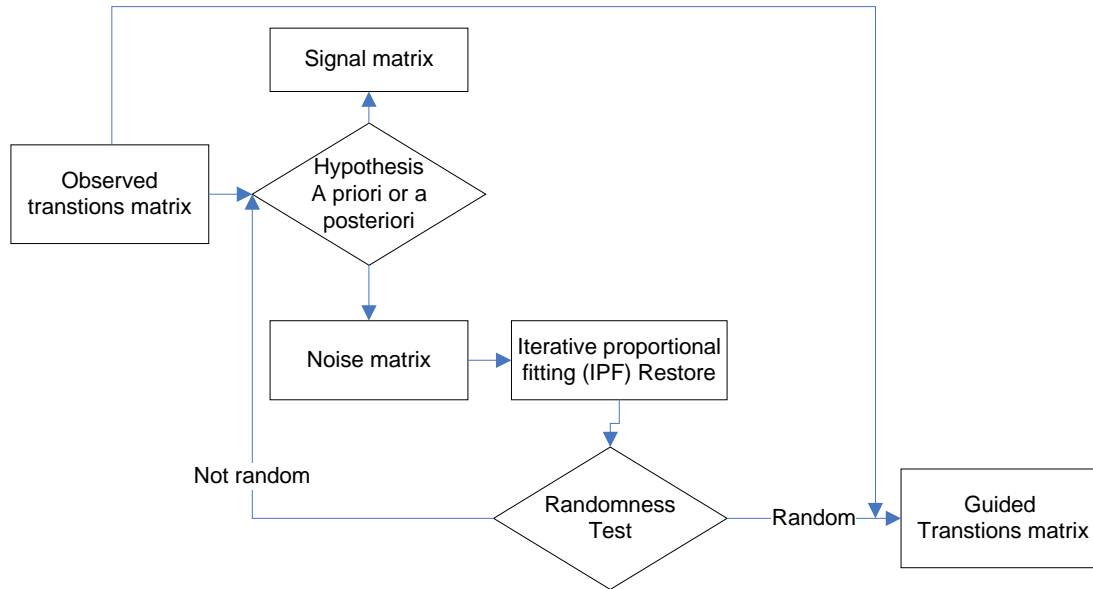 Signal matrix
Observed
transtions matrix
Hypothesis
A priori or a
posteriori
Noise matrix
Iterative proportional
fitting (IPF) Restore
Not random
Randomness
Test
Random
Guided
Transtions matrix